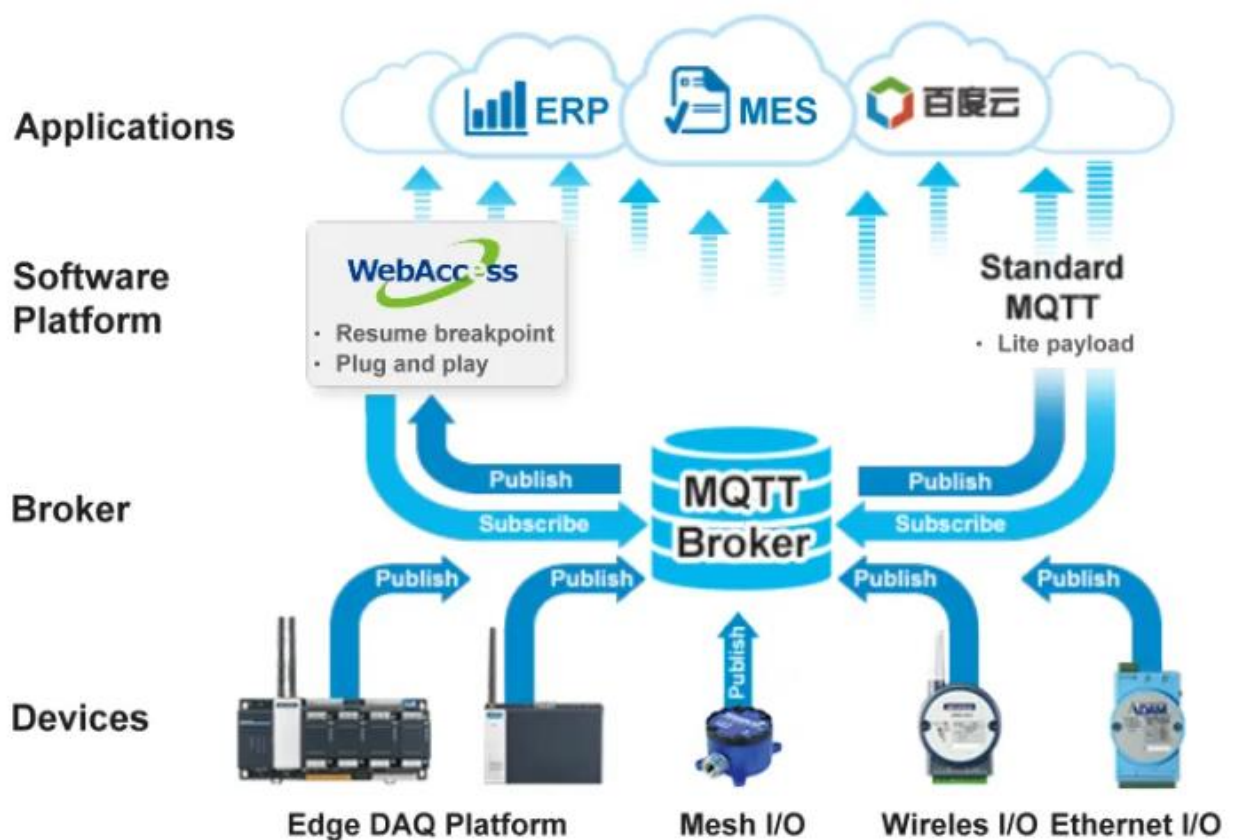 Applications
ERP
MES
百度云
Software
Platform
WebAccess
· Resume breakpoint
· Plug and play
Standard
MQTT
· Lite payload
Broker
Publish
Subscribe
MQTT
Broker
Publish
Subscribe
Publish
Publish
Publish
Publish
Publish
Devices
ADAM
Edge DAQ Platform
Mesh I/O
Wireles I/O
Ethernet I/O